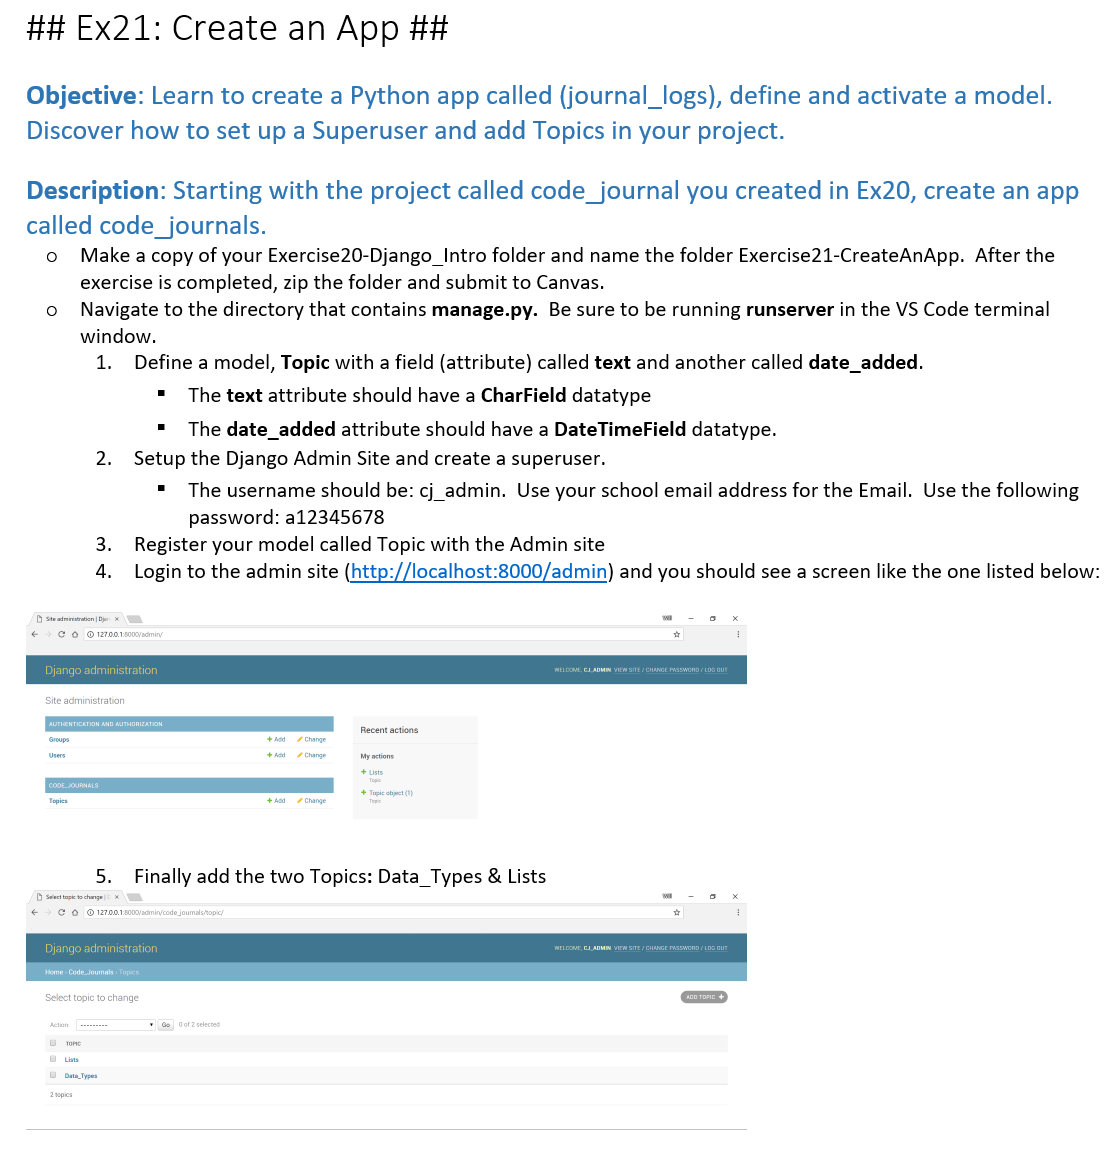 ## Ex21: Create an App ##
Objective: Learn to create a Python app called (journal_logs), define and activate a model.
Discover how to set up a Superuser and add Topics in your project.
Description: Starting with the project called code_journal you created in Ex20, create an app
called code_journals.
o Make a copy of your Exercise20-Django_Intro folder and name the folder Exercise21-CreateAnApp.  After the
exercise is completed, zip the folder and submit to Canvas.
o Navigate to the directory that contains manage.py.  Be sure to be running runserver in the VS Code terminal
window.
1. Define a model, Topic with a field (attribute) called text and another called date_added.
▪ The text attribute should have a CharField datatype
▪ The date_added attribute should have a DateTimeField datatype.
2. Setup the Django Admin Site and create a superuser.
▪ The username should be: cj_admin.  Use your school email address for the Email.  Use the following
password: a12345678
3. Register your model called Topic with the Admin site
4. Login to the admin site (http://localhost:8000/admin) and you should see a screen like the one listed below:
Site administration | Djan ×
127.0.0.1:8000/admin/
Django administration
WELCOME, CJ_ADMIN. VIEW SITE / CHANGE PASSWORD / LOG OUT
Site administration
AUTHENTICATION AND AUTHORIZATION
Groups + Add Change
Users + Add Change
CODE_JOURNALS
Topics + Add Change
Recent actions
My actions
+ Lists
Topic
+ Topic object (1)
Topic
5. Finally add the two Topics: Data_Types & Lists
Select topic to change | ×
127.0.0.1:8000/admin/code_journals/topic/
Django administration
WELCOME, CJ_ADMIN. VIEW SITE / CHANGE PASSWORD / LOG OUT
Home › Code_Journals › Topics
Select topic to change
ADD TOPIC +
Action: --------- Go 0 of 2 selected
TOPIC
Lists
Data_Types
2 topics